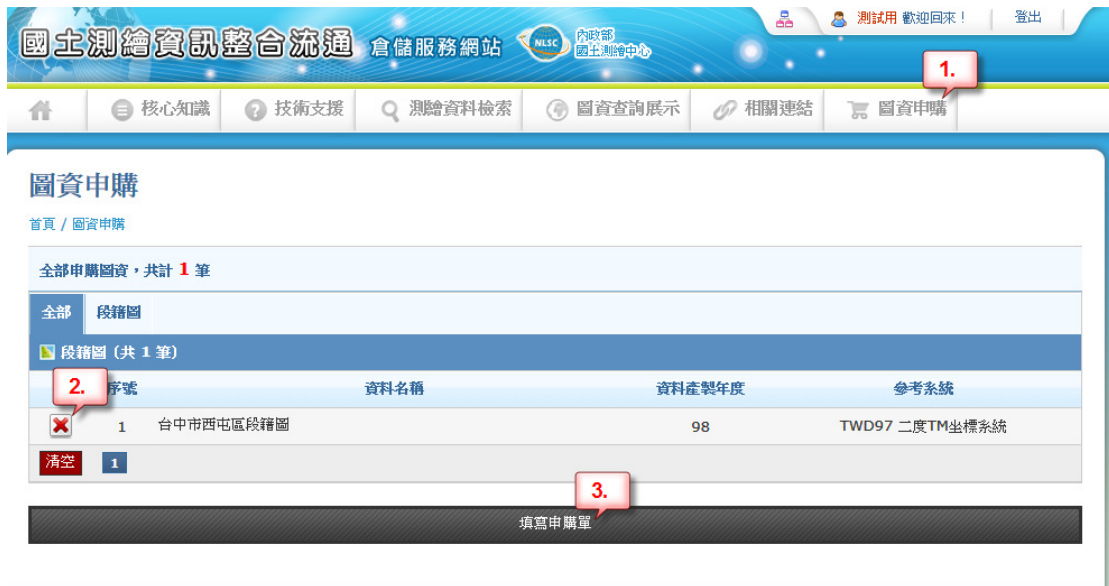 測試用 歡迎回來！ 登出
國土測繪資訊整合流通 倉儲服務網站 NLSC 內政部
國土測繪中心
1.
核心知識 技術支援 測繪資料檢索 圖資查詢展示 相關連結 圖資申購
圖資申購
首頁 / 圖資申購
全部申購圖資，共計 1 筆
全部 段籍圖
段籍圖 (共 1 筆)
2. 序號 資料名稱 資料產製年度 參考系統
1 台中市西屯區段籍圖 98 TWD97 二度TM坐標系統
清空 1
3.
填寫申購單